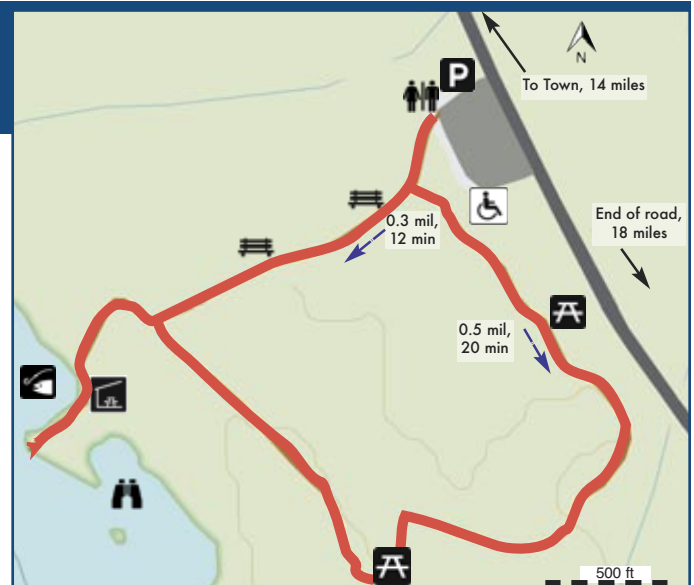 P
N
To Town, 14 miles
0.3 mil,
12 min
End of road,
18 miles
0.5 mil,
20 min
500 ft